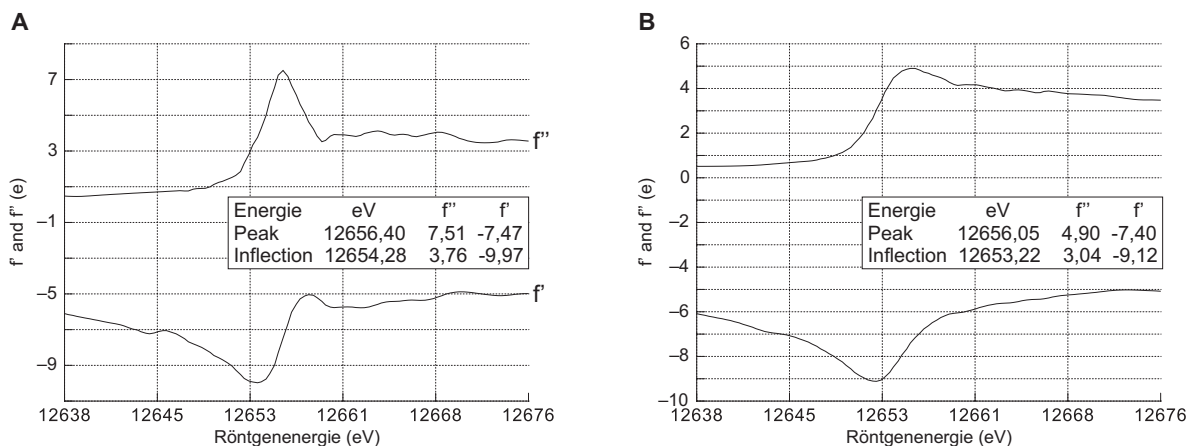 A
f' and f'' (e)
7
3
–1
–5
–9
f''
f'
Energie eV f'' f'
Peak 12656,40 7,51 -7,47
Inflection 12654,28 3,76 -9,97
12638 12645 12653 12661 12668 12676
Röntgenenergie (eV)
B
f' and f'' (e)
6
4
2
0
–2
–4
–6
–8
–10
Energie eV f'' f'
Peak 12656,05 4,90 -7,40
Inflection 12653,22 3,04 -9,12
12638 12645 12653 12661 12668 12676
Röntgenenergie (eV)